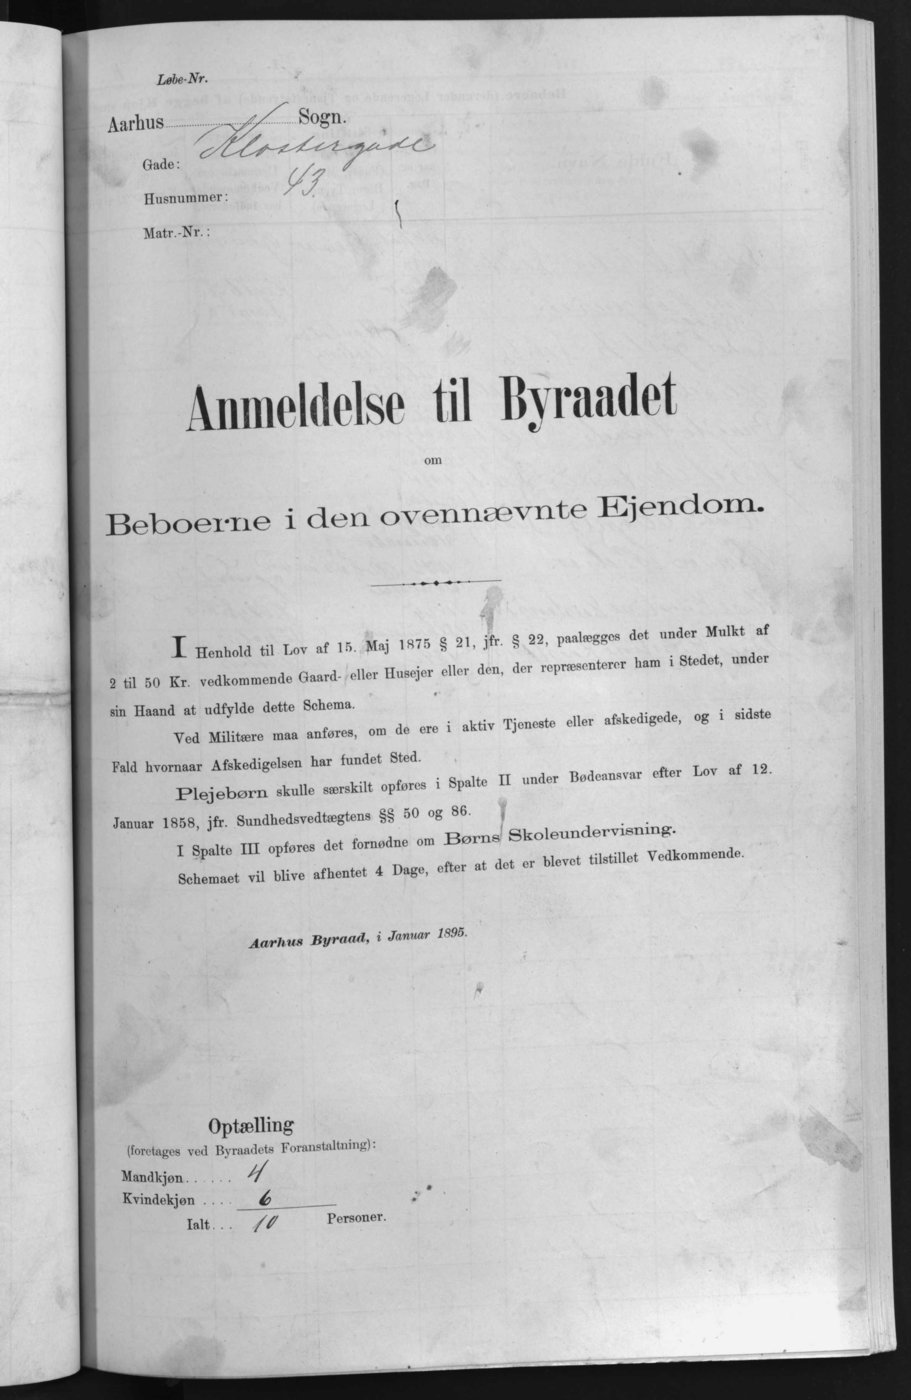 Løbe-Nr.
Aarhus Sogn.
Gade: Klostergade
Husnummer: 43
Matr.-Nr.:
Anmeldelse til Byraadet
om
Beboerne i den ovennævnte Ejendom.
I Henhold til Lov af 15. Maj 1875 § 21, jfr. § 22, paalægges det under Mulkt af
2 til 50 Kr. vedkommende Gaard- eller Husejer eller den, der repræsenterer ham i Stedet, under
sin Haand at udfylde dette Schema.
Ved Militære maa anføres, om de ere i aktiv Tjeneste eller afskedigede, og i sidste
Fald hvornaar Afskedigelsen har fundet Sted.
Plejebørn skulle særskilt opføres i Spalte II under Bødeansvar efter Lov af 12.
Januar 1858, jfr. Sundhedsvedtægtens §§ 50 og 86.
I Spalte III opføres det fornødne om Børns Skoleundervisning.
Schemaet vil blive afhentet 4 Dage, efter at det er blevet tilstillet Vedkommende.
Aarhus Byraad, i Januar 1895.
Optælling
(foretages ved Byraadets Foranstaltning):
Mandkjøn...... 4
Kvindekjøn .... 6
Ialt... 10 Personer.